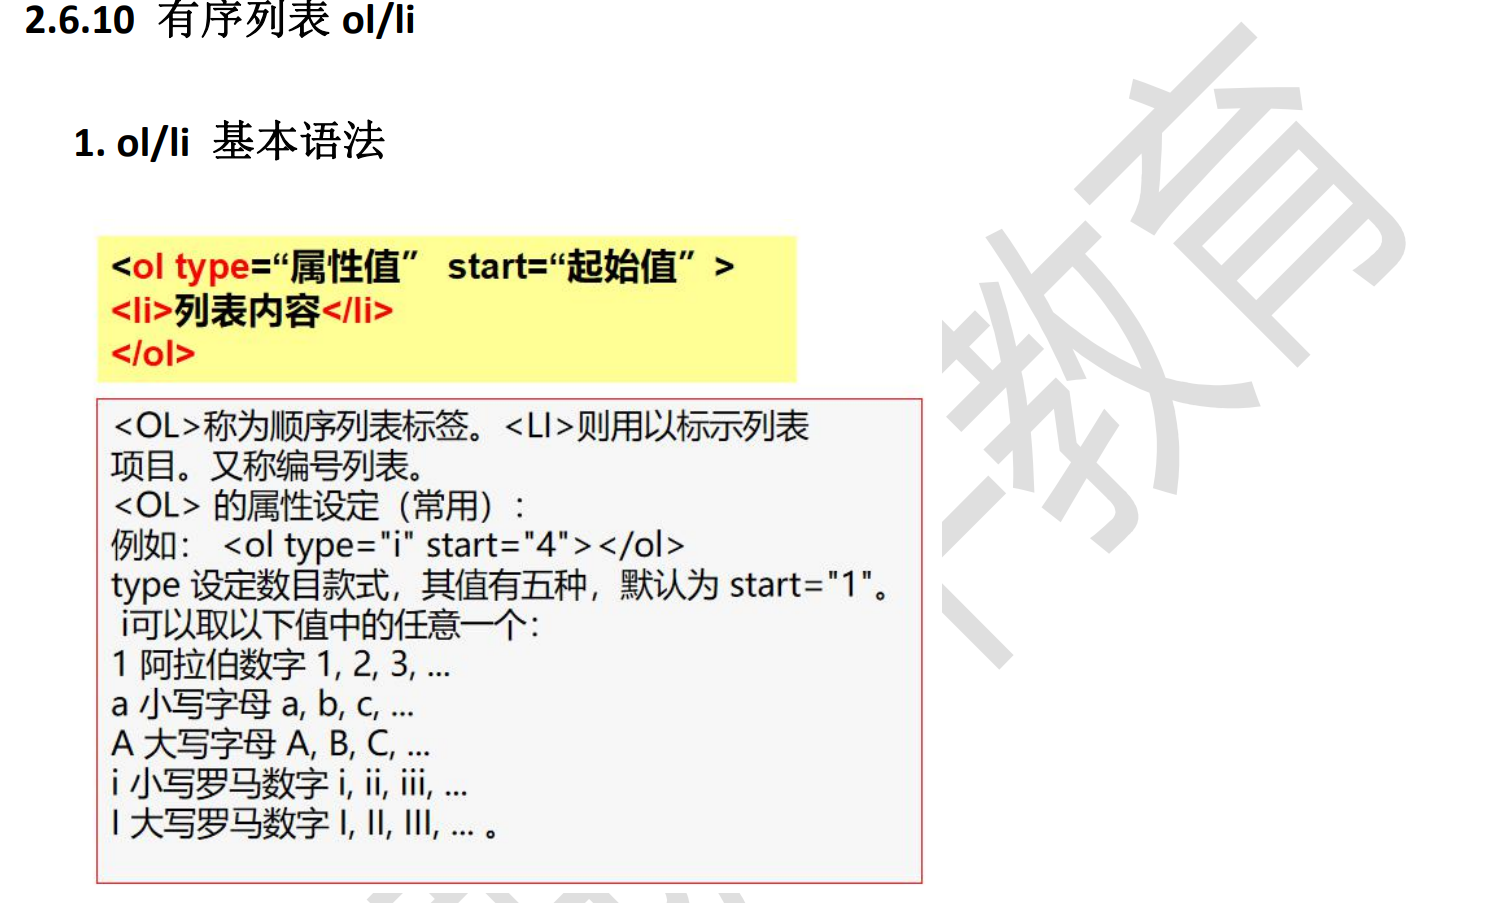 2.6.10 有序列表 ol/li
1. ol/li 基本语法
<ol type=“属性值” start=“起始值” >
<li>列表内容</li>
</ol>
<OL>称为顺序列表标签。<LI>则用以标示列表
项目。又称编号列表。
<OL> 的属性设定（常用）:
例如： <ol type="i" start="4"></ol>
type 设定数目款式，其值有五种，默认为 start="1"。
i可以取以下值中的任意一个：
1 阿拉伯数字 1, 2, 3, ...
a 小写字母 a, b, c, ...
A 大写字母 A, B, C, ...
i 小写罗马数字 i, ii, iii, ...
I 大写罗马数字 I, II, III, ... 。
教育